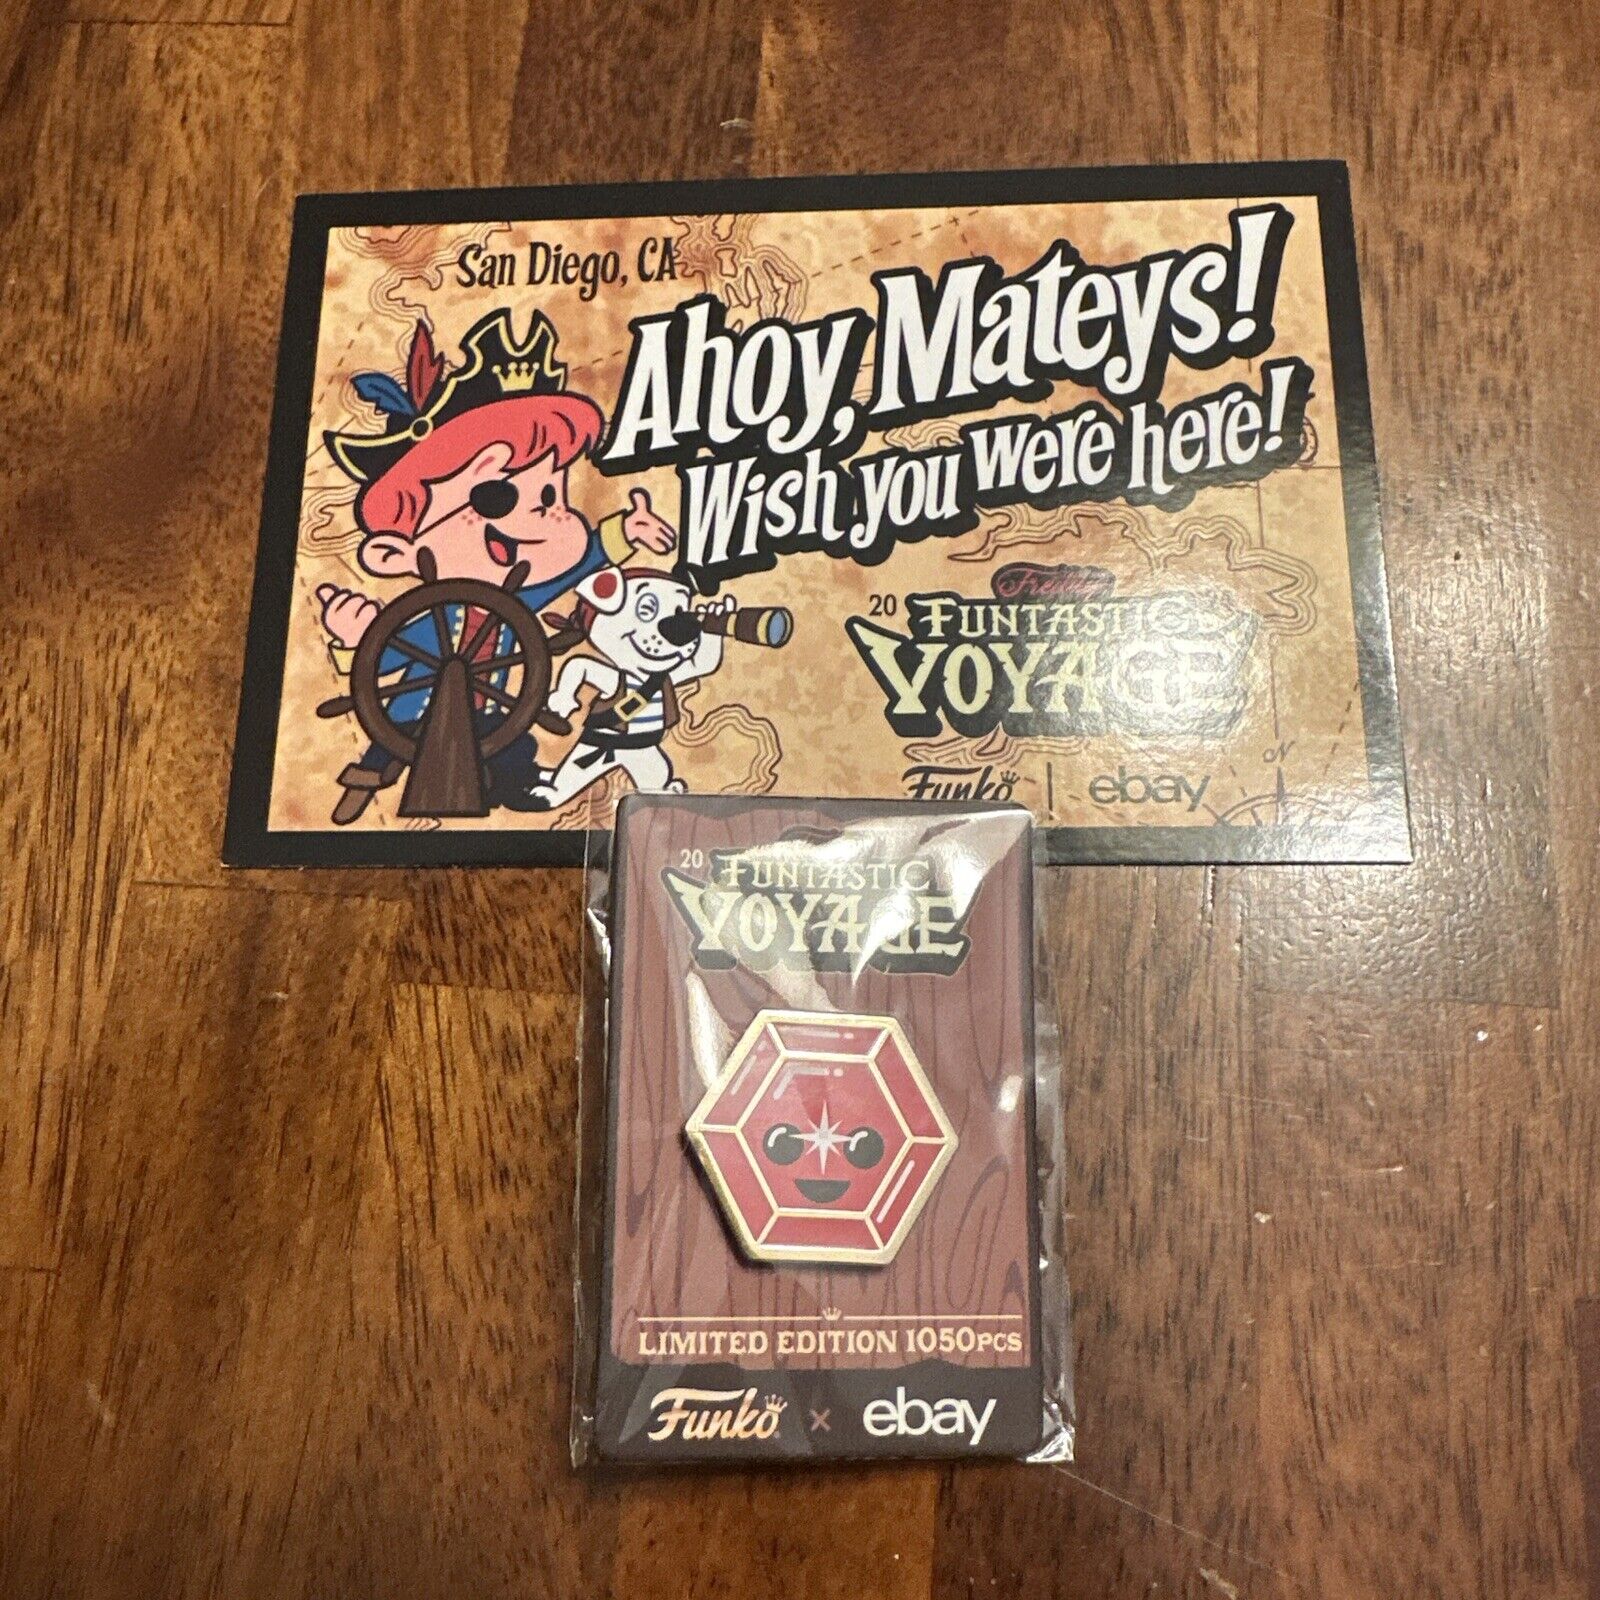 San Diego, CA
Ahoy, Mateys!
Wish you were here!
Freddy
20
FUNTASTIC
VOYAGE
N
Funko | ebay
20
FUNTASTIC
VOYAGE
LIMITED EDITION 1050PCS
Funko x ebay